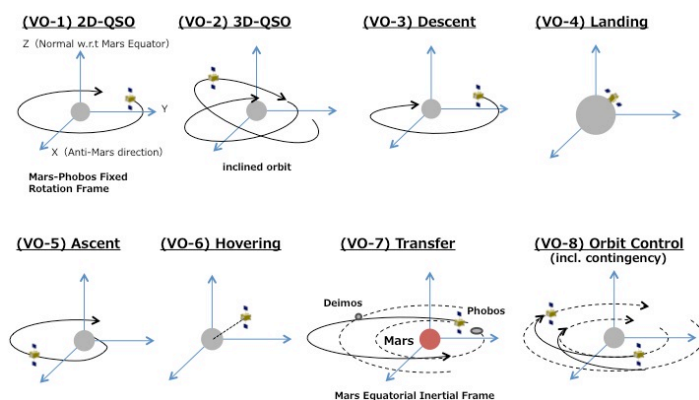 (VO-1) 2D-QSO
Z (Normal w.r.t Mars Equator)
Y
X (Anti-Mars direction)
Mars-Phobos Fixed
Rotation Frame
(VO-2) 3D-QSO
inclined orbit
(VO-3) Descent
(VO-4) Landing
(VO-5) Ascent
(VO-6) Hovering
(VO-7) Transfer
Deimos
Phobos
Mars
Mars Equatorial Inertial Frame
(VO-8) Orbit Control
(incl. contingency)